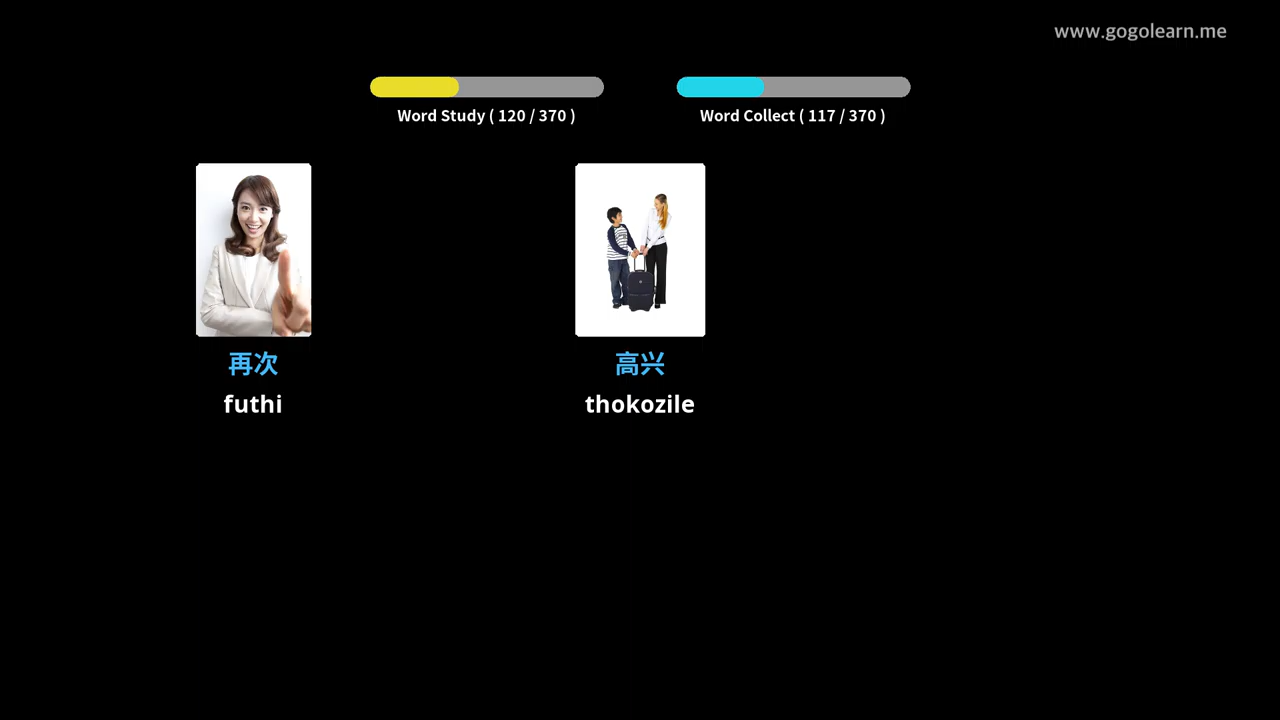 www.gogolearn.me
Word Study ( 120 / 370 )
Word Collect ( 117 / 370 )
再次
高兴
futhi
thokozile